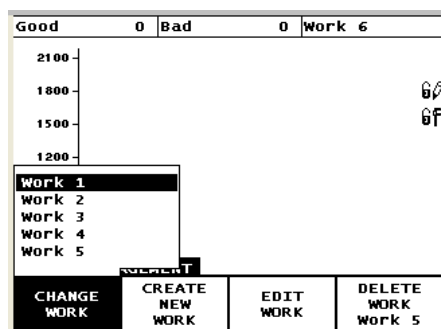 Good 0 Bad 0 Work 6
2100
1800
1500
1200
Work 1
Work 2
Work 3
Work 4
Work 5
CHANGE WORK
CREATE NEW WORK
EDIT WORK
DELETE WORK Work 5